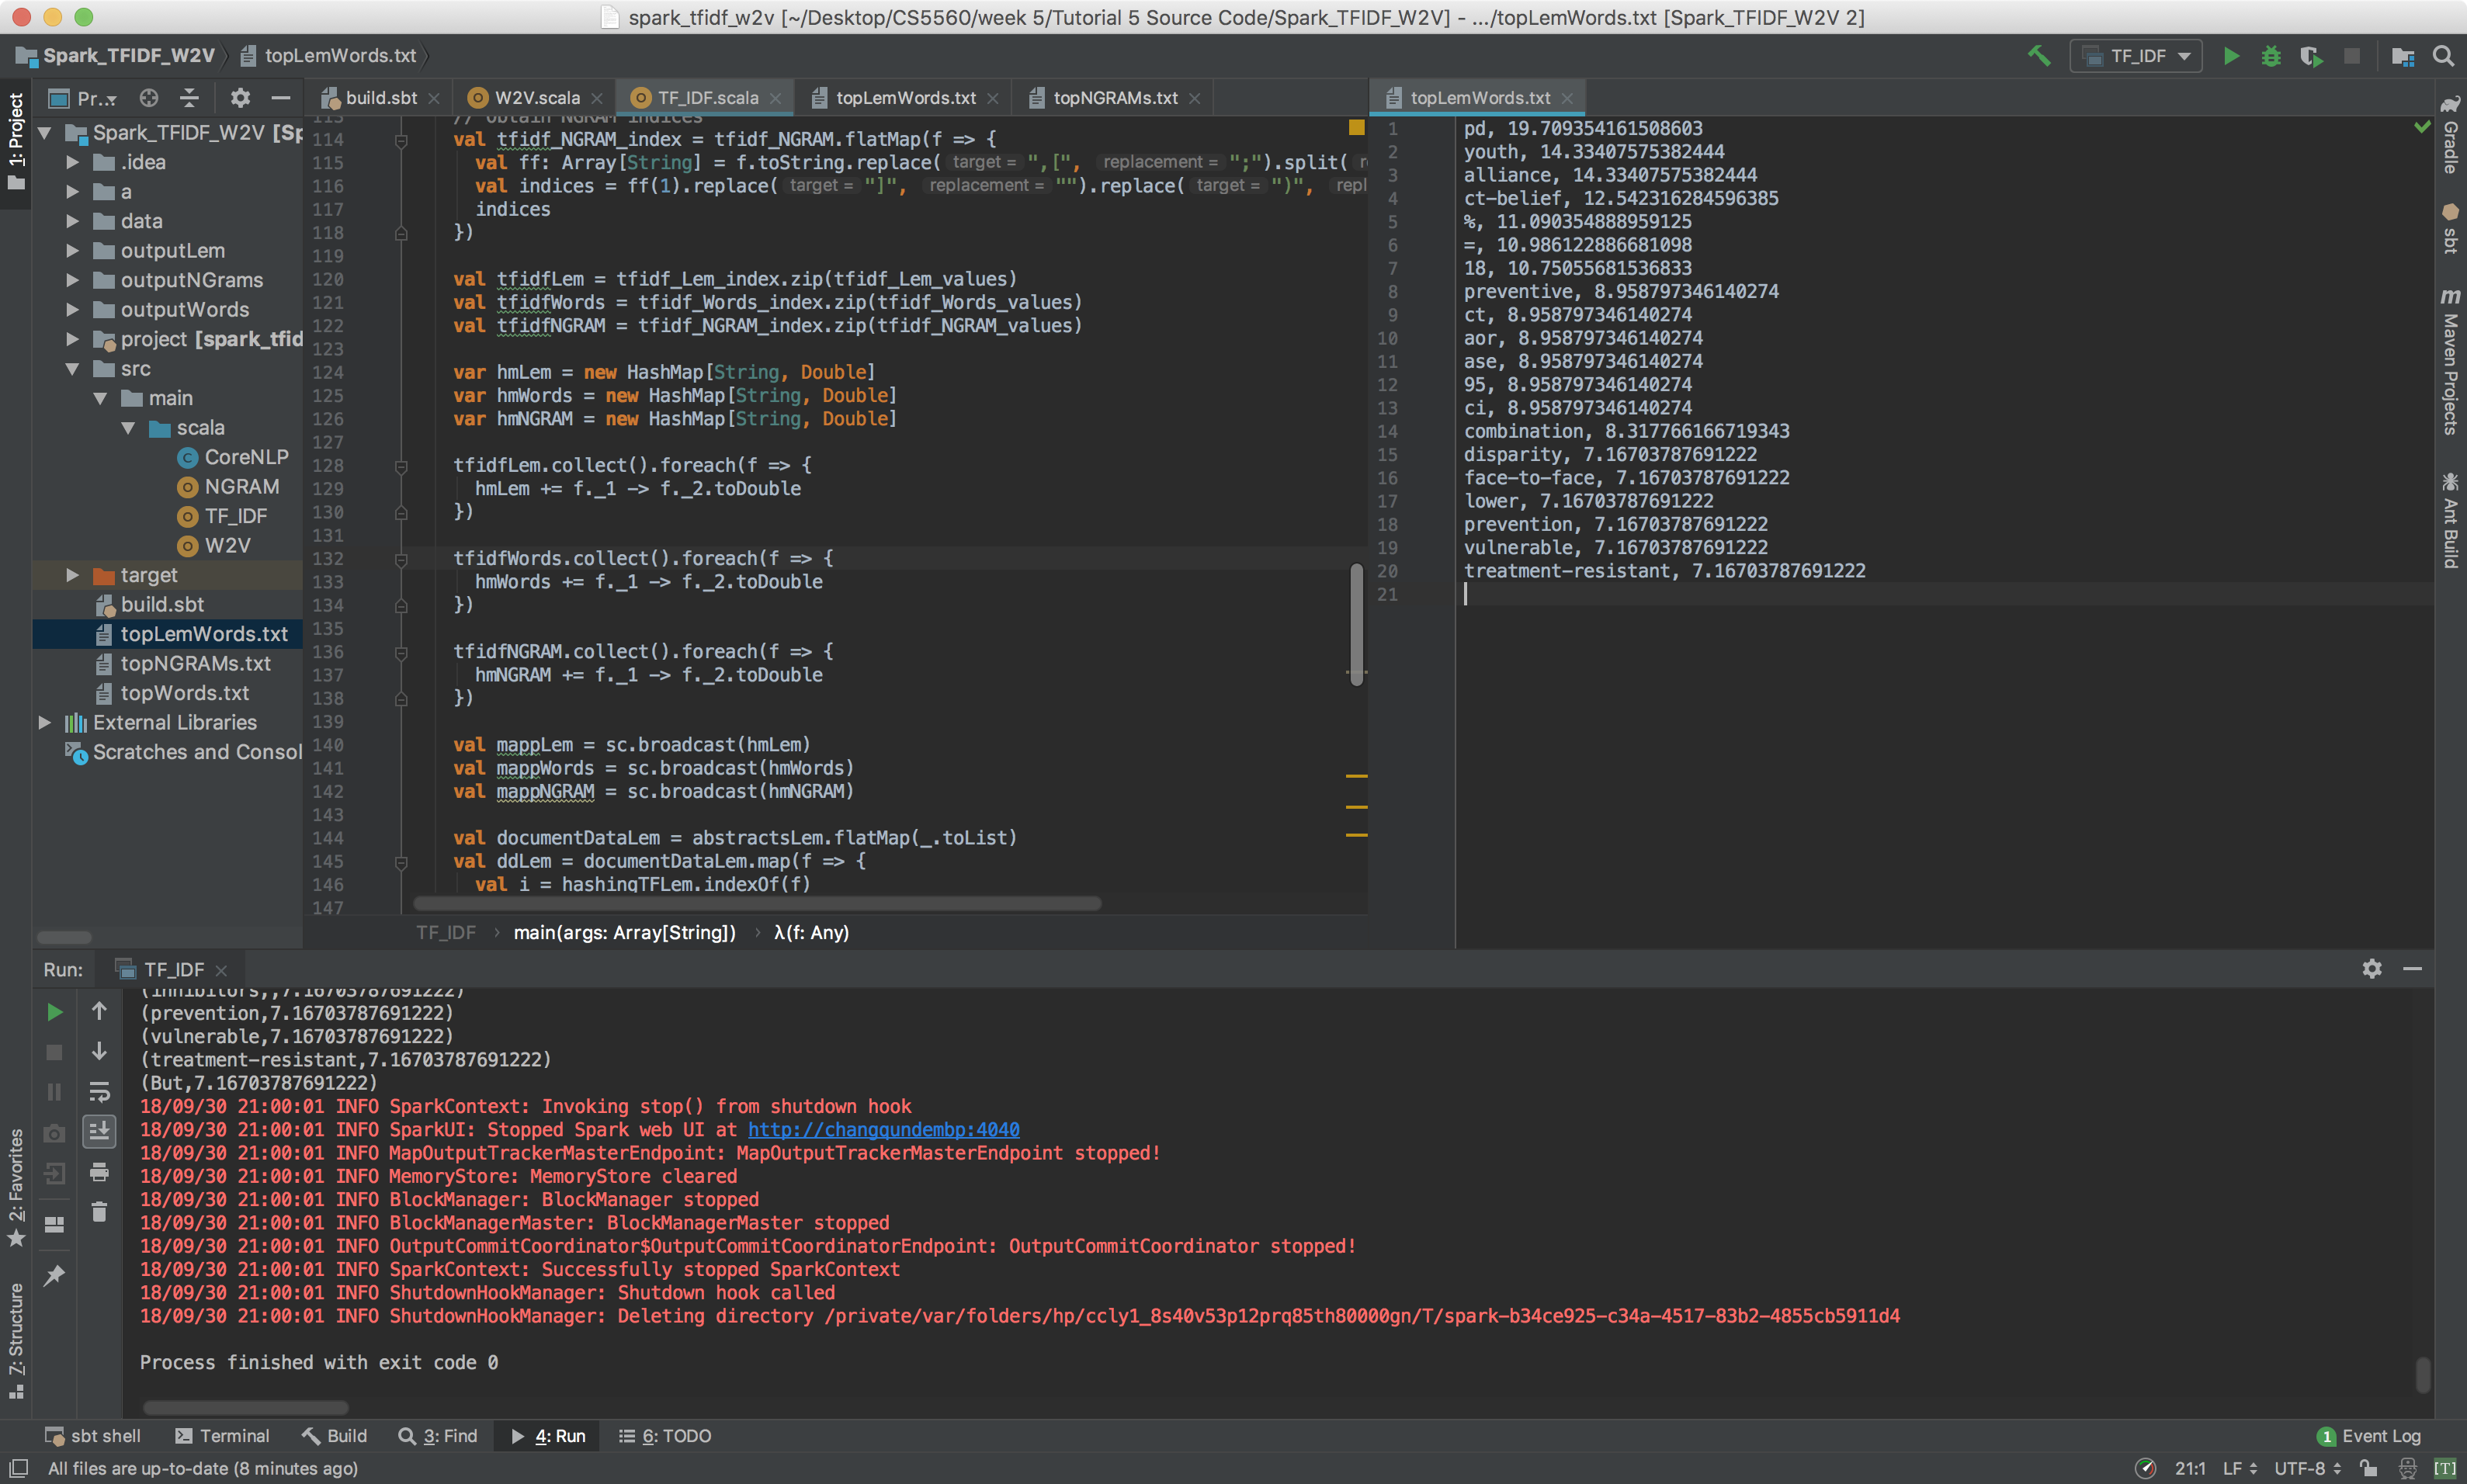 spark_tfidf_w2v [~/Desktop/CS5560/week 5/Tutorial 5 Source Code/Spark_TFIDF_W2V] - .../topLemWords.txt [Spark_TFIDF_W2V 2]
Spark_TFIDF_W2V
topLemWords.txt
TF_IDF
1: Project
Pr...
Spark_TFIDF_W2V [Sp
.idea
a
data
outputLem
outputNGrams
outputWords
project [spark_tfid
src
main
scala
CoreNLP
NGRAM
TF_IDF
W2V
target
build.sbt
topLemWords.txt
topNGRAMs.txt
topWords.txt
External Libraries
Scratches and Consol
build.sbt
W2V.scala
TF_IDF.scala
topLemWords.txt
topNGRAMs.txt
113 // Obtain NGRAM indices
114 val tfidf_NGRAM_index = tfidf_NGRAM.flatMap(f => {
115 val ff: Array[String] = f.toString.replace( target = ",[", replacement = ";").split( r
116 val indices = ff(1).replace( target = "]", replacement = "").replace( target = ")", repl
117 indices
118 })
119
120 val tfidfLem = tfidf_Lem_index.zip(tfidf_Lem_values)
121 val tfidfWords = tfidf_Words_index.zip(tfidf_Words_values)
122 val tfidfNGRAM = tfidf_NGRAM_index.zip(tfidf_NGRAM_values)
123
124 var hmLem = new HashMap[String, Double]
125 var hmWords = new HashMap[String, Double]
126 var hmNGRAM = new HashMap[String, Double]
127
128 tfidfLem.collect().foreach(f => {
129 hmLem += f._1 -> f._2.toDouble
130 })
131
132 tfidfWords.collect().foreach(f => {
133 hmWords += f._1 -> f._2.toDouble
134 })
135
136 tfidfNGRAM.collect().foreach(f => {
137 hmNGRAM += f._1 -> f._2.toDouble
138 })
139
140 val mappLem = sc.broadcast(hmLem)
141 val mappWords = sc.broadcast(hmWords)
142 val mappNGRAM = sc.broadcast(hmNGRAM)
143
144 val documentDataLem = abstractsLem.flatMap(_.toList)
145 val ddLem = documentDataLem.map(f => {
146 val i = hashingTFLem.indexOf(f)
147
TF_IDF › main(args: Array[String]) › λ(f: Any)
topLemWords.txt
1 pd, 19.709354161508603
2 youth, 14.33407575382444
3 alliance, 14.33407575382444
4 ct-belief, 12.542316284596385
5 %, 11.090354888959125
6 =, 10.986122886681098
7 18, 10.75055681536833
8 preventive, 8.958797346140274
9 ct, 8.958797346140274
10 aor, 8.958797346140274
11 ase, 8.958797346140274
12 95, 8.958797346140274
13 ci, 8.958797346140274
14 combination, 8.317766166719343
15 disparity, 7.16703787691222
16 face-to-face, 7.16703787691222
17 lower, 7.16703787691222
18 prevention, 7.16703787691222
19 vulnerable, 7.16703787691222
20 treatment-resistant, 7.16703787691222
21
Gradle
sbt
m Maven Projects
Ant Build
Run: TF_IDF
(inhibitors,,7.16703787691222)
(prevention,7.16703787691222)
(vulnerable,7.16703787691222)
(treatment-resistant,7.16703787691222)
(But,7.16703787691222)
18/09/30 21:00:01 INFO SparkContext: Invoking stop() from shutdown hook
18/09/30 21:00:01 INFO SparkUI: Stopped Spark web UI at http://changqundembp:4040
18/09/30 21:00:01 INFO MapOutputTrackerMasterEndpoint: MapOutputTrackerMasterEndpoint stopped!
18/09/30 21:00:01 INFO MemoryStore: MemoryStore cleared
18/09/30 21:00:01 INFO BlockManager: BlockManager stopped
18/09/30 21:00:01 INFO BlockManagerMaster: BlockManagerMaster stopped
18/09/30 21:00:01 INFO OutputCommitCoordinator$OutputCommitCoordinatorEndpoint: OutputCommitCoordinator stopped!
18/09/30 21:00:01 INFO SparkContext: Successfully stopped SparkContext
18/09/30 21:00:01 INFO ShutdownHookManager: Shutdown hook called
18/09/30 21:00:01 INFO ShutdownHookManager: Deleting directory /private/var/folders/hp/ccly1_8s40v53p12prq85th80000gn/T/spark-b34ce925-c34a-4517-83b2-4855cb5911d4
Process finished with exit code 0
2: Favorites
7: Structure
sbt shell
Terminal
Build
3: Find
4: Run
6: TODO
1 Event Log
All files are up-to-date (8 minutes ago)
21:1
LF
UTF-8
[T]